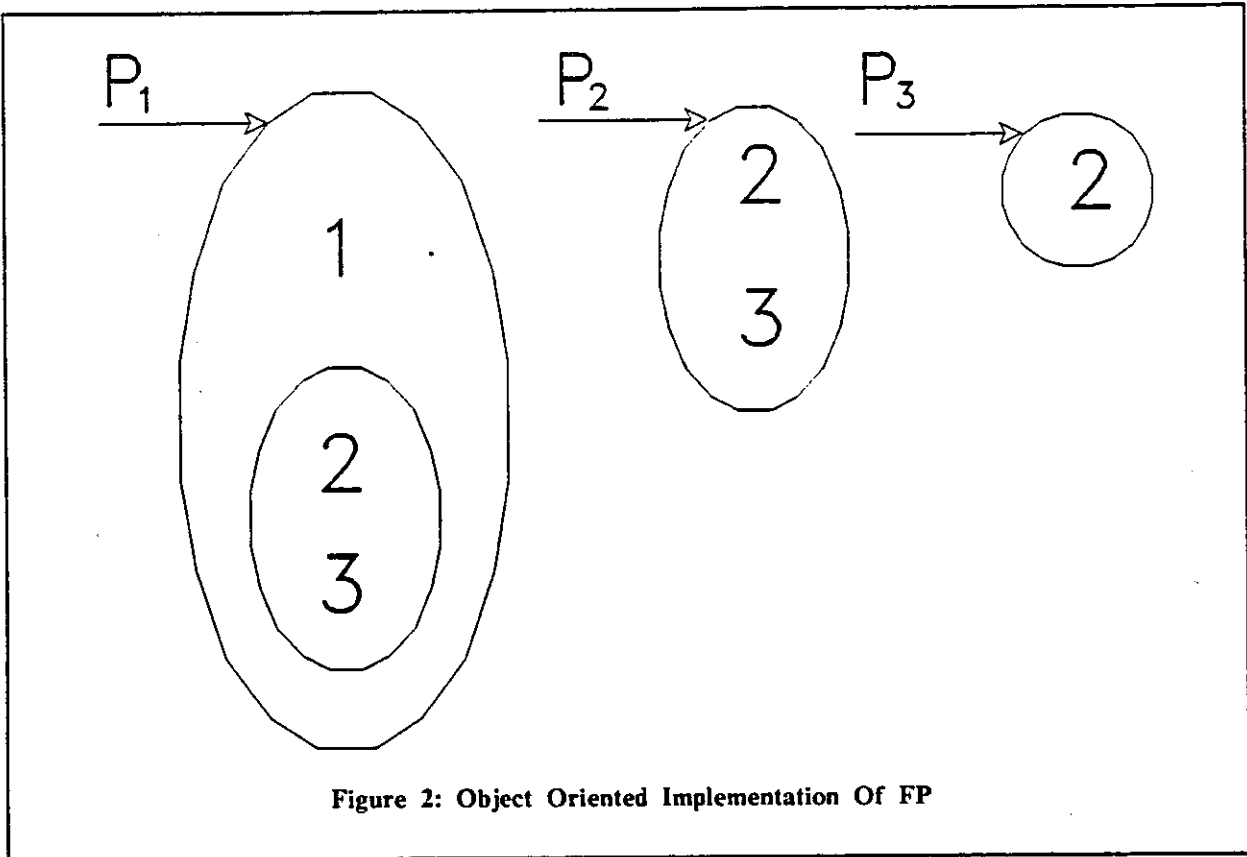 P₁
P₂
P₃
1
2
3
2
3
2
Figure 2: Object Oriented Implementation Of FP